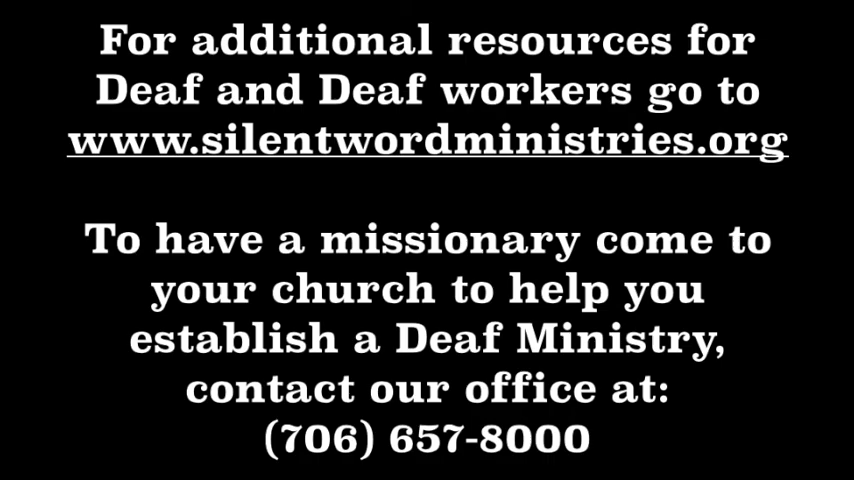 For additional resources for
Deaf and Deaf workers go to
www.silentwordministries.org
To have a missionary come to
your church to help you
establish a Deaf Ministry,
contact our office at:
(706) 657-8000